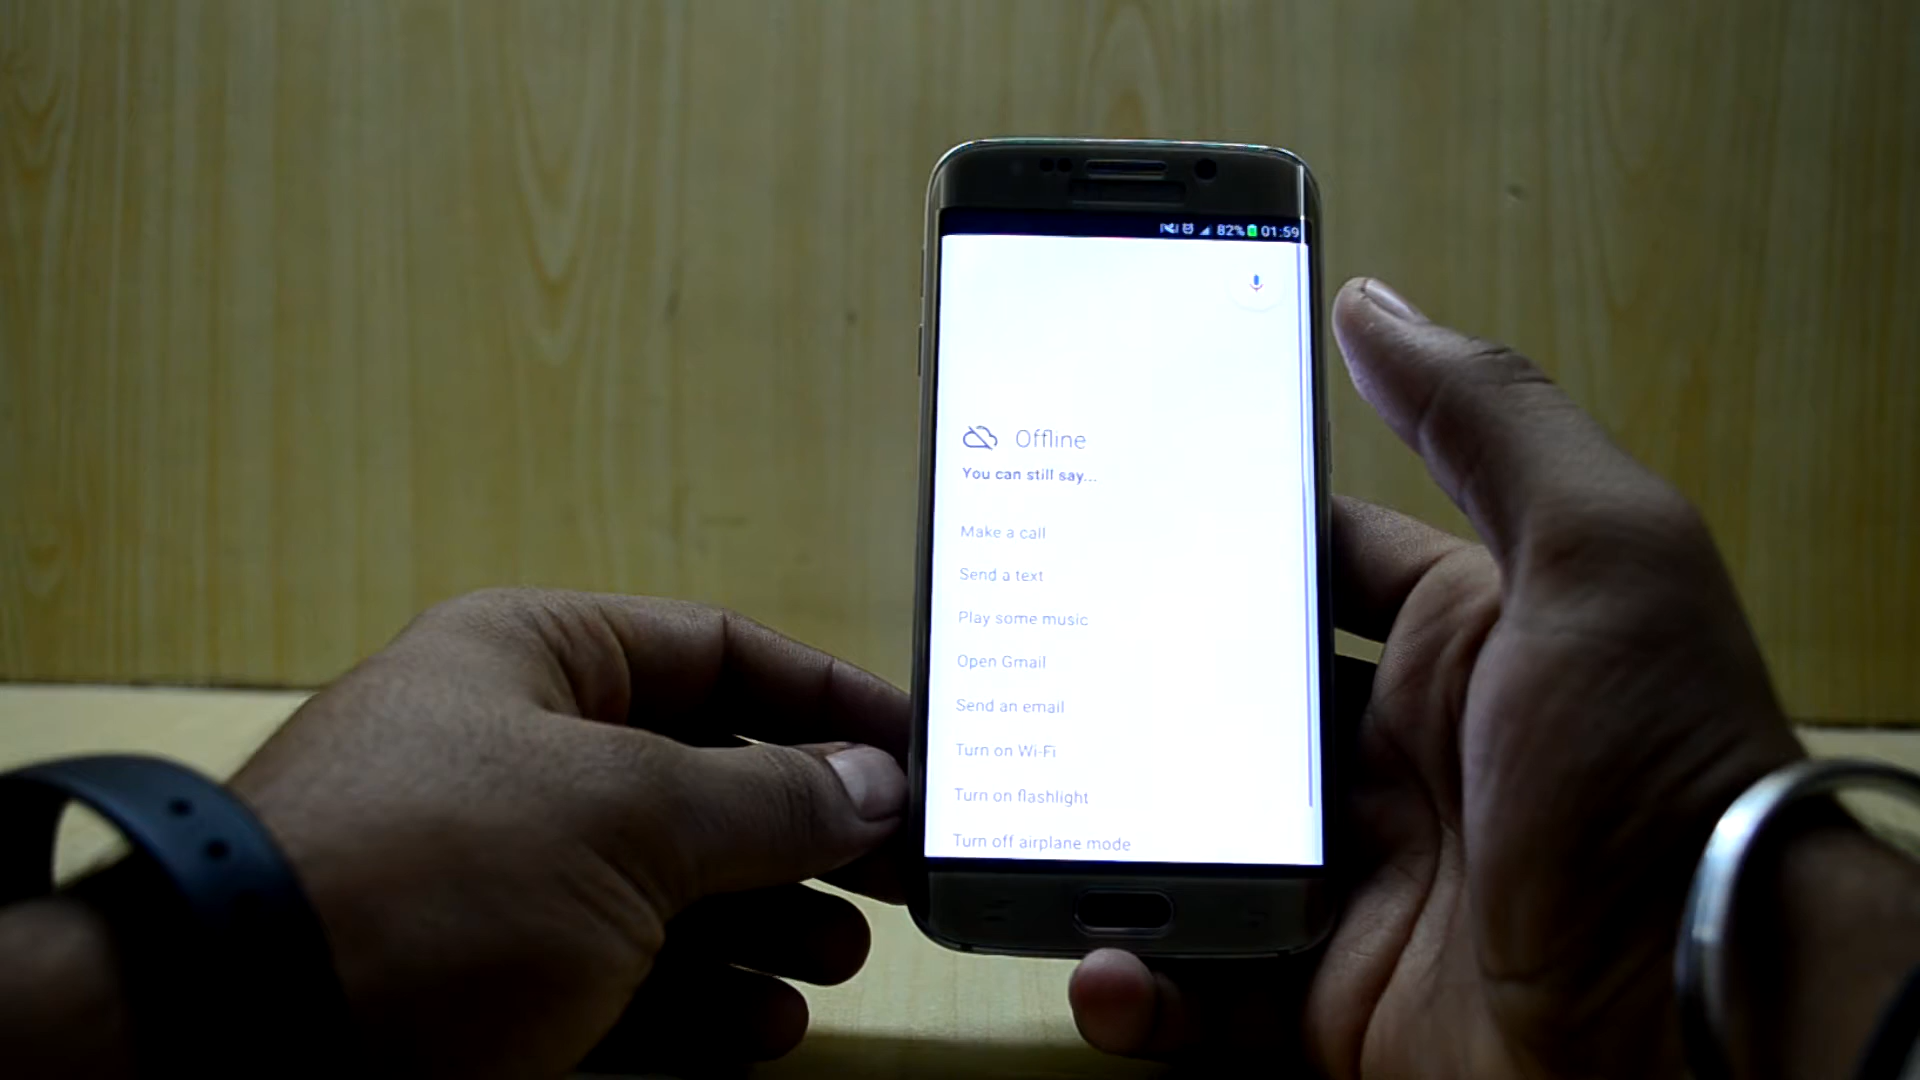 82% 01:59
Offline
You can still say...
Make a call
Send a text
Play some music
Open Gmail
Send an email
Turn on Wi-Fi
Turn on flashlight
Turn off airplane mode